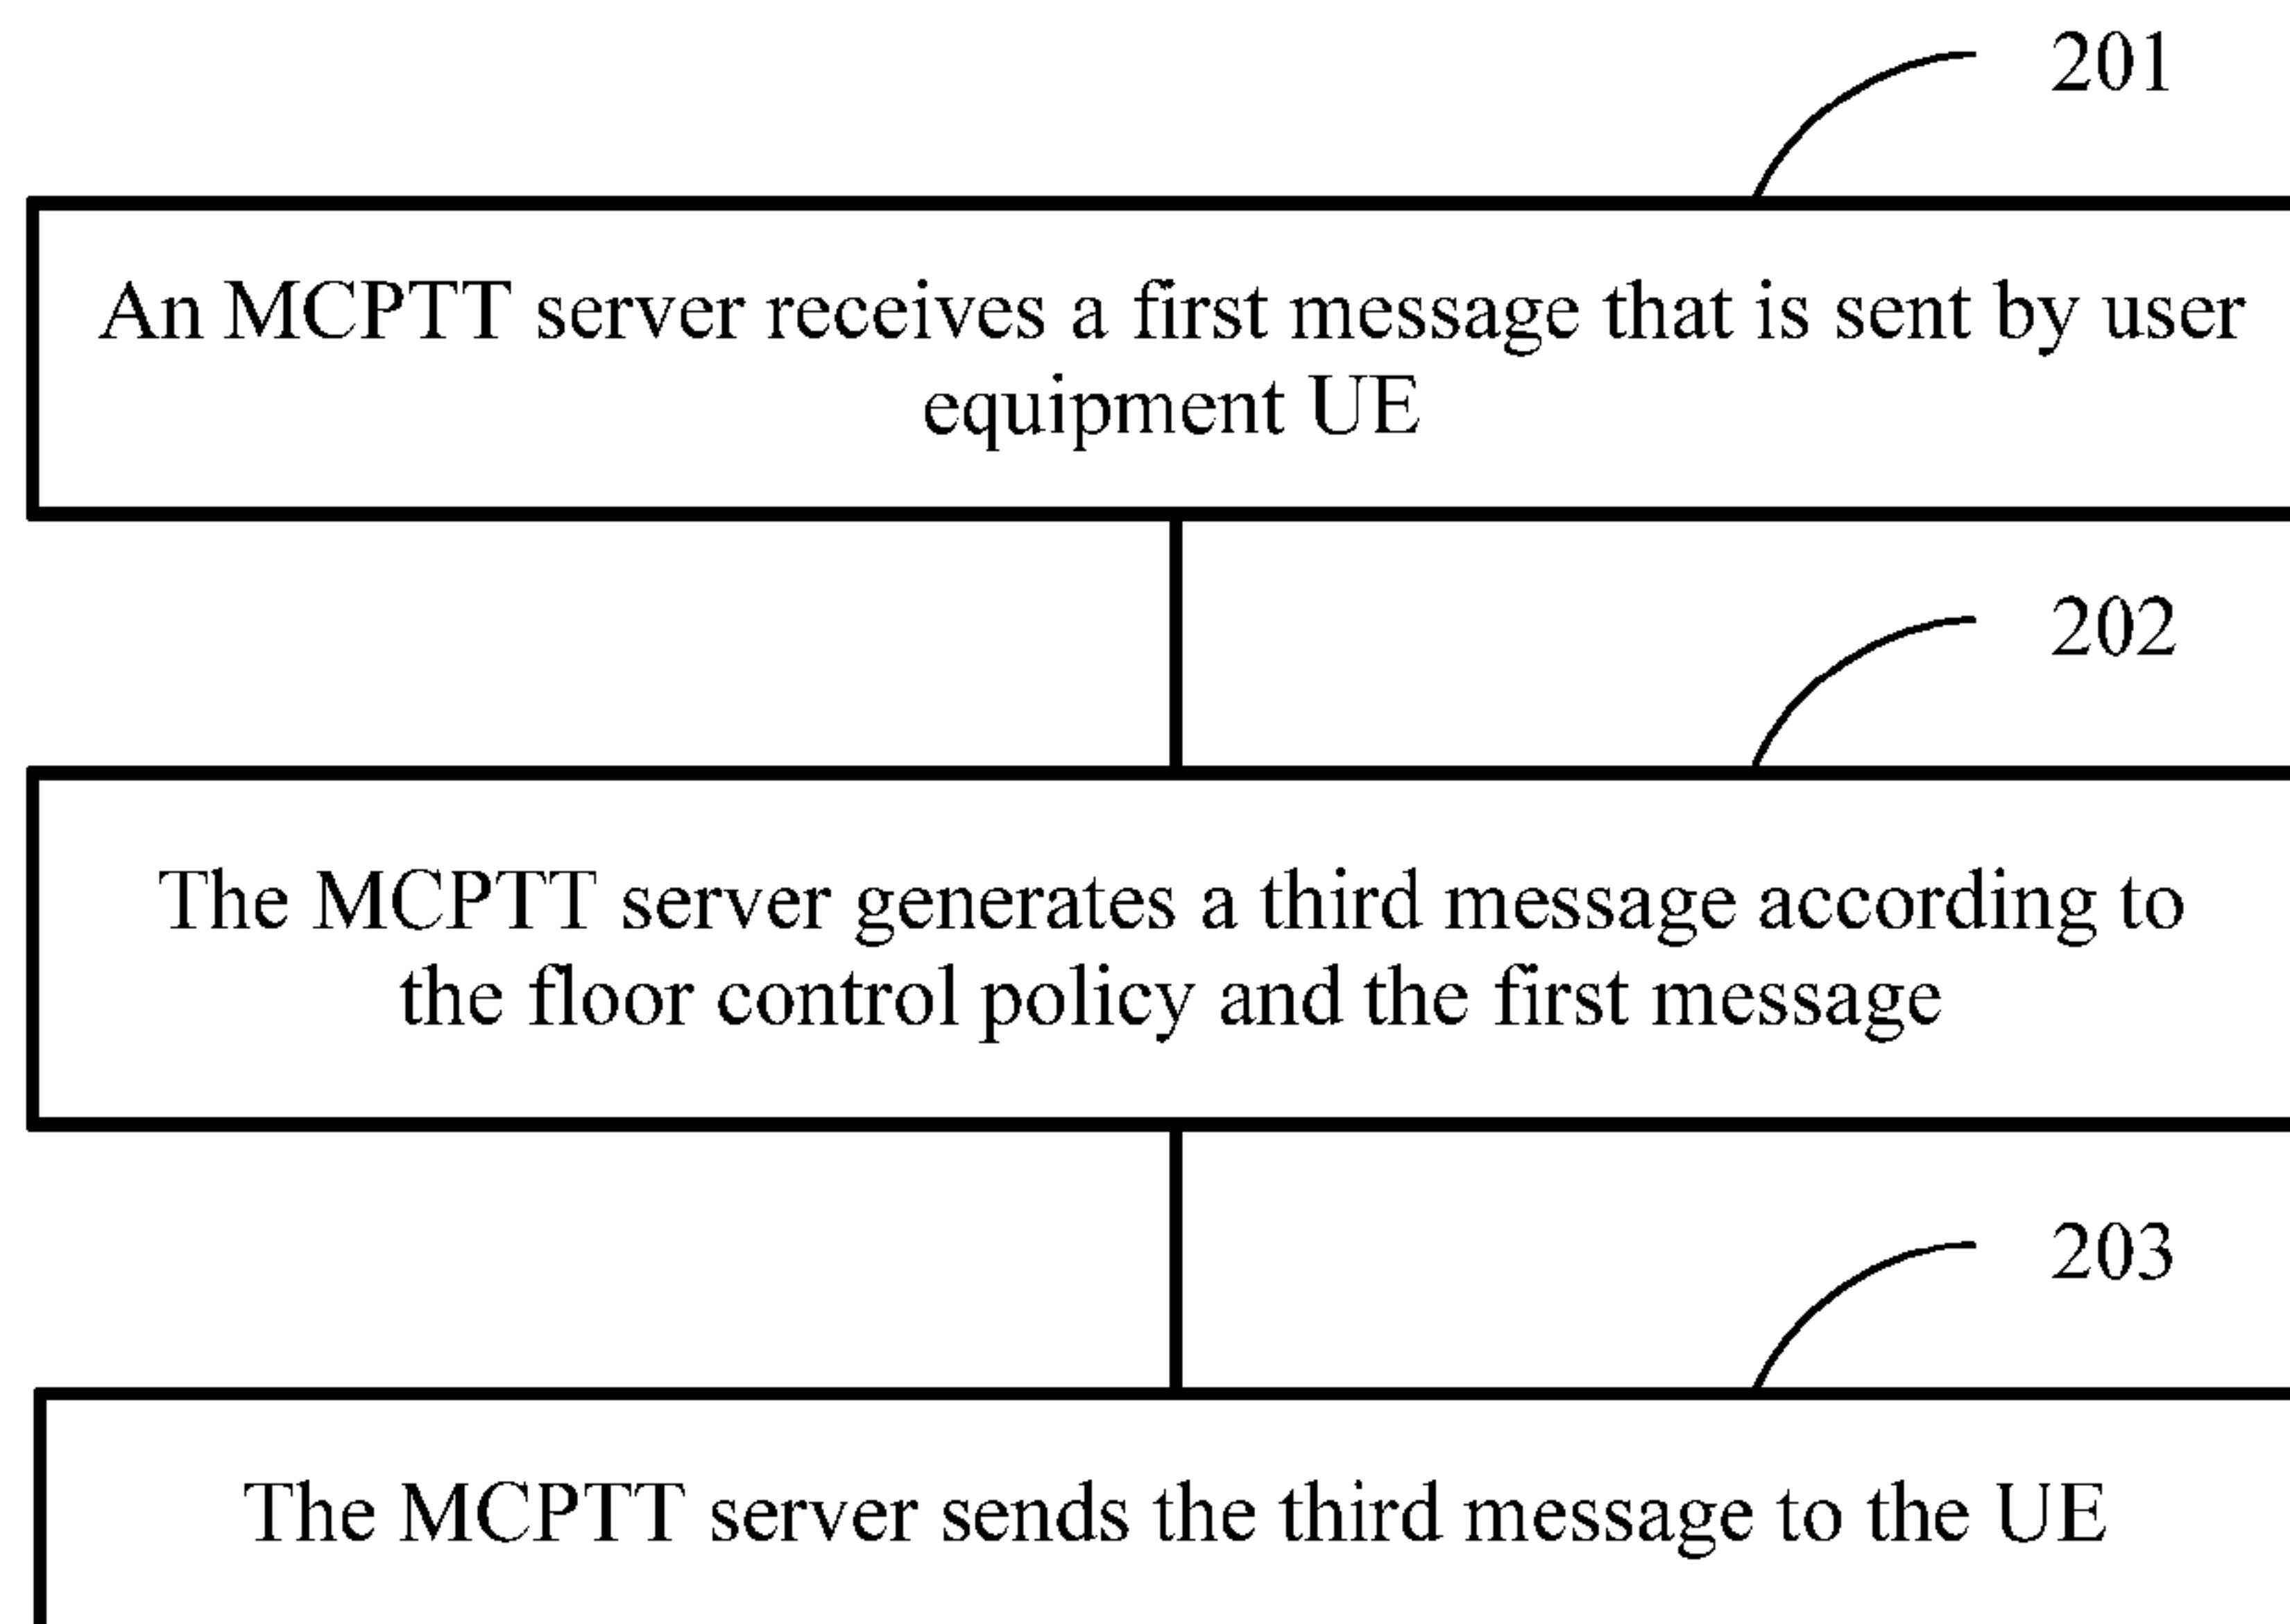 201
An MCPTT server receives a first message that is sent by user
equipment UE
202
The MCPTT server generates a third message according to
the floor control policy and the first message
203
The MCPTT server sends the third message to the UE